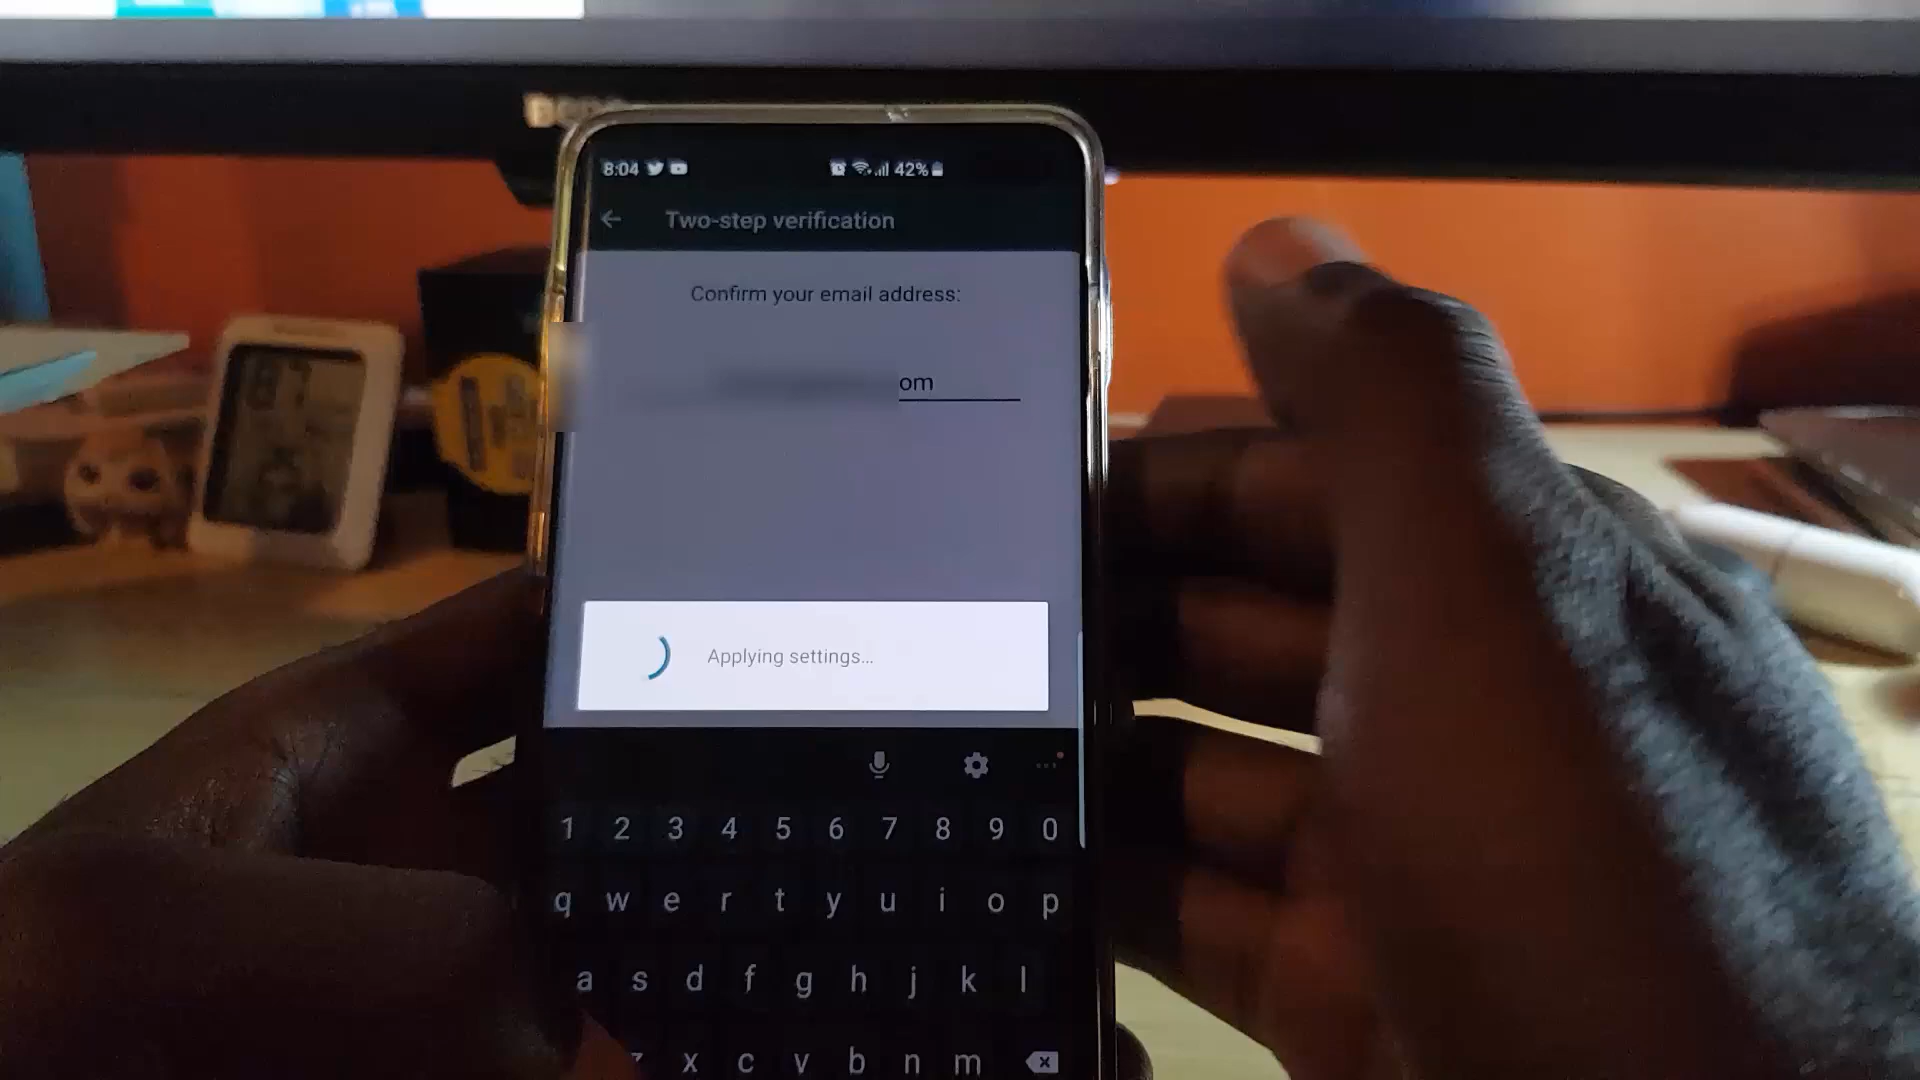 8:04 42%
Two-step verification
Confirm your email address:
om
Applying settings...
1 2 3 4 5 6 7 8 9 0
q w e r t y u i o p
a s d f g h j k l
z x c v b n m